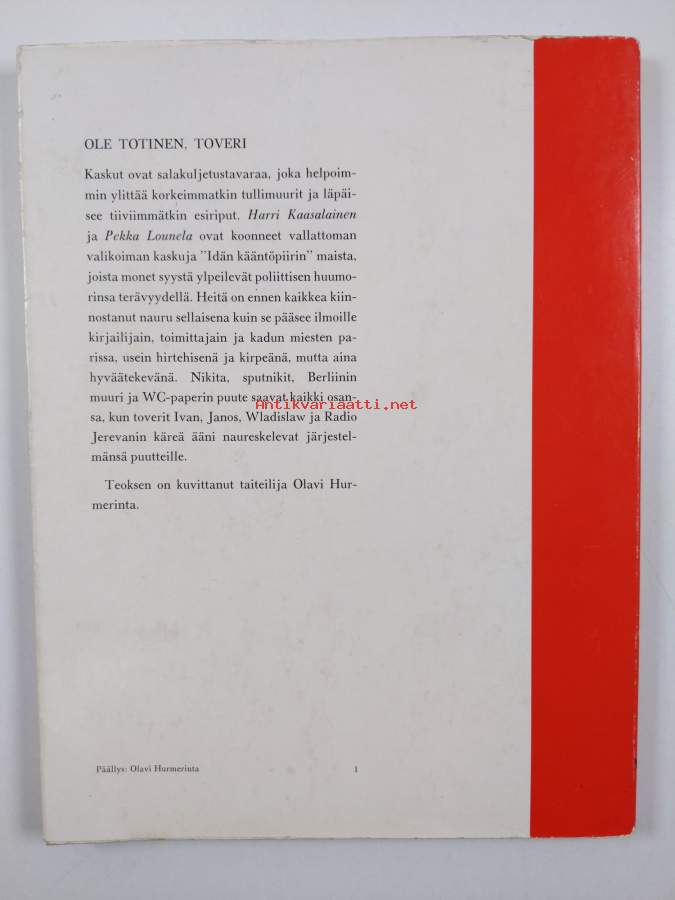 OLE TOTINEN, TOVERI
Kaskut ovat salakuljetustavaraa, joka helpoim-
min ylittää korkeimmatkin tullimuurit ja läpäi-
see tiiviimmätkin esiriput. Harri Kaasalainen
ja Pekka Lounela ovat koonneet vallattoman
valikoiman kaskuja "Idän kääntöpiirin" maista,
joista monet syystä ylpeilevät poliittisen huumo-
rinsa terävyydellä. Heitä on ennen kaikkea kiin-
nostanut nauru sellaisena kuin se pääsee ilmoille
kirjailijain, toimittajain ja kadun miesten pa-
rissa, usein hirtehisenä ja kirpeänä, mutta aina
hyväätekevänä. Nikita, sputnikit, Berliinin
muuri ja WC-paperin puute saavat kaikki osan-
Antikvariaatti.net
sa, kun toverit Ivan, Janos, Wladislaw ja Radio
Jerevanin käreä ääni naureskelevat järjestel-
mänsä puutteille.
Teoksen on kuvittanut taiteilija Olavi Hur-
merinta.
Päällys: Olavi Hurmerinta 1